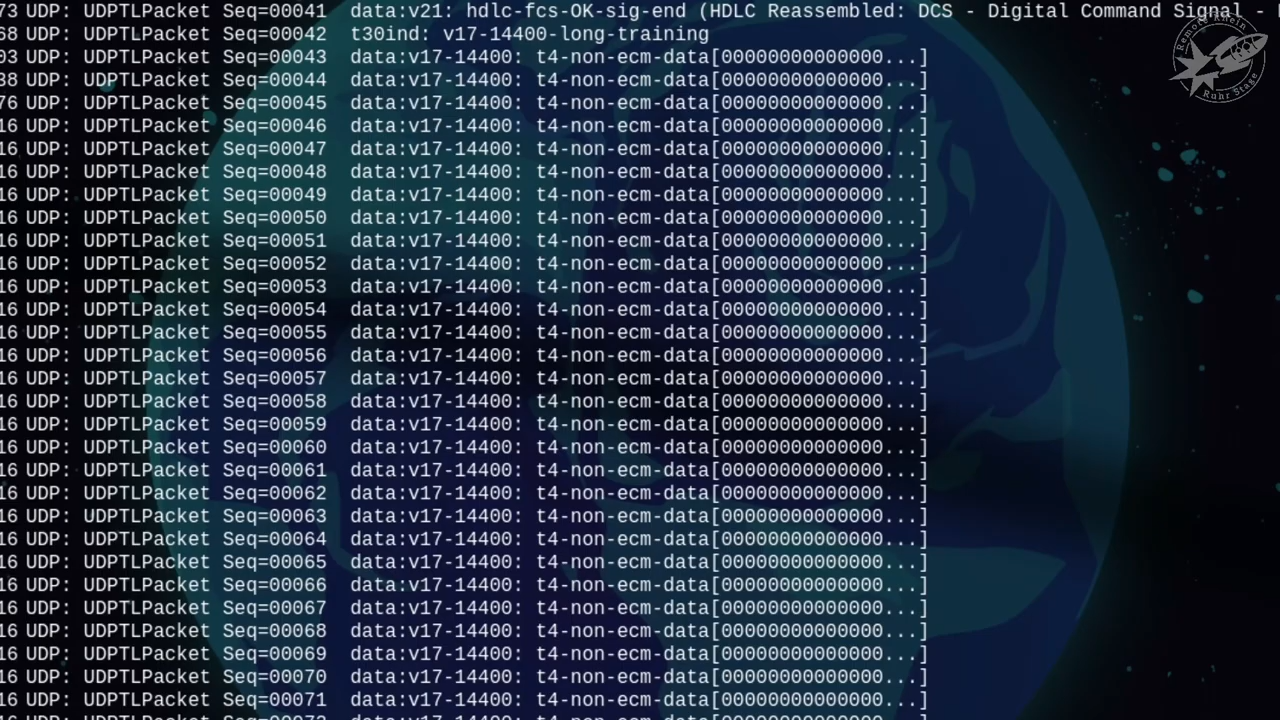 73 UDP: UDPTLPacket Seq=00041 data:v21: hdlc-fcs-OK-sig-end (HDLC Reassembled: DCS - Digital Command Signal -
68 UDP: UDPTLPacket Seq=00042 t30ind: v17-14400-long-training
03 UDP: UDPTLPacket Seq=00043 data:v17-14400: t4-non-ecm-data[00000000000000...]
38 UDP: UDPTLPacket Seq=00044 data:v17-14400: t4-non-ecm-data[00000000000000...]
76 UDP: UDPTLPacket Seq=00045 data:v17-14400: t4-non-ecm-data[00000000000000...]
16 UDP: UDPTLPacket Seq=00046 data:v17-14400: t4-non-ecm-data[00000000000000...]
16 UDP: UDPTLPacket Seq=00047 data:v17-14400: t4-non-ecm-data[00000000000000...]
16 UDP: UDPTLPacket Seq=00048 data:v17-14400: t4-non-ecm-data[00000000000000...]
16 UDP: UDPTLPacket Seq=00049 data:v17-14400: t4-non-ecm-data[00000000000000...]
16 UDP: UDPTLPacket Seq=00050 data:v17-14400: t4-non-ecm-data[00000000000000...]
16 UDP: UDPTLPacket Seq=00051 data:v17-14400: t4-non-ecm-data[00000000000000...]
16 UDP: UDPTLPacket Seq=00052 data:v17-14400: t4-non-ecm-data[00000000000000...]
16 UDP: UDPTLPacket Seq=00053 data:v17-14400: t4-non-ecm-data[00000000000000...]
16 UDP: UDPTLPacket Seq=00054 data:v17-14400: t4-non-ecm-data[00000000000000...]
16 UDP: UDPTLPacket Seq=00055 data:v17-14400: t4-non-ecm-data[00000000000000...]
16 UDP: UDPTLPacket Seq=00056 data:v17-14400: t4-non-ecm-data[00000000000000...]
16 UDP: UDPTLPacket Seq=00057 data:v17-14400: t4-non-ecm-data[00000000000000...]
16 UDP: UDPTLPacket Seq=00058 data:v17-14400: t4-non-ecm-data[00000000000000...]
16 UDP: UDPTLPacket Seq=00059 data:v17-14400: t4-non-ecm-data[00000000000000...]
16 UDP: UDPTLPacket Seq=00060 data:v17-14400: t4-non-ecm-data[00000000000000...]
16 UDP: UDPTLPacket Seq=00061 data:v17-14400: t4-non-ecm-data[00000000000000...]
16 UDP: UDPTLPacket Seq=00062 data:v17-14400: t4-non-ecm-data[00000000000000...]
16 UDP: UDPTLPacket Seq=00063 data:v17-14400: t4-non-ecm-data[00000000000000...]
16 UDP: UDPTLPacket Seq=00064 data:v17-14400: t4-non-ecm-data[00000000000000...]
16 UDP: UDPTLPacket Seq=00065 data:v17-14400: t4-non-ecm-data[00000000000000...]
16 UDP: UDPTLPacket Seq=00066 data:v17-14400: t4-non-ecm-data[00000000000000...]
16 UDP: UDPTLPacket Seq=00067 data:v17-14400: t4-non-ecm-data[00000000000000...]
16 UDP: UDPTLPacket Seq=00068 data:v17-14400: t4-non-ecm-data[00000000000000...]
16 UDP: UDPTLPacket Seq=00069 data:v17-14400: t4-non-ecm-data[00000000000000...]
16 UDP: UDPTLPacket Seq=00070 data:v17-14400: t4-non-ecm-data[00000000000000...]
16 UDP: UDPTLPacket Seq=00071 data:v17-14400: t4-non-ecm-data[00000000000000...]
Remote Rhein
Ruhr Stage